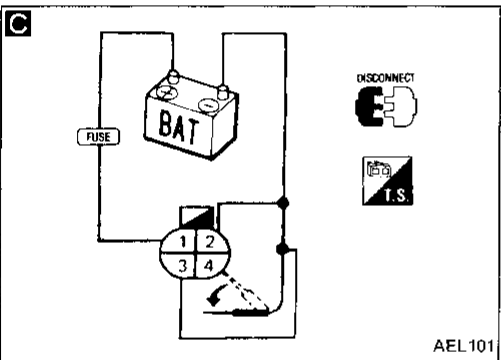 C
DISCONNECT
+ −
BAT
FUSE
T.S.
1 2
3 4
AEL101